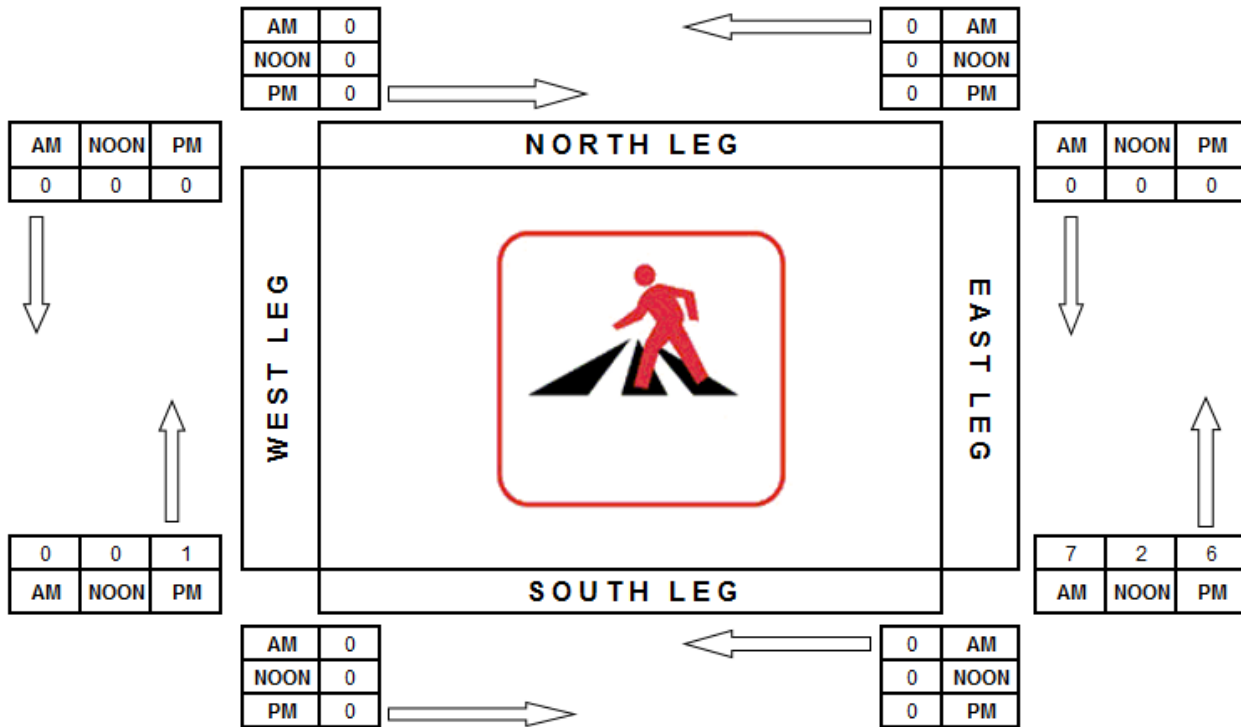 AM 0
NOON 0
PM 0
0 AM
0 NOON
0 PM
AM NOON PM
0 0 0
NORTH LEG
AM NOON PM
0 0 0
WEST LEG
EAST LEG
0 0 1
AM NOON PM
SOUTH LEG
7 2 6
AM NOON PM
AM 0
NOON 0
PM 0
0 AM
0 NOON
0 PM